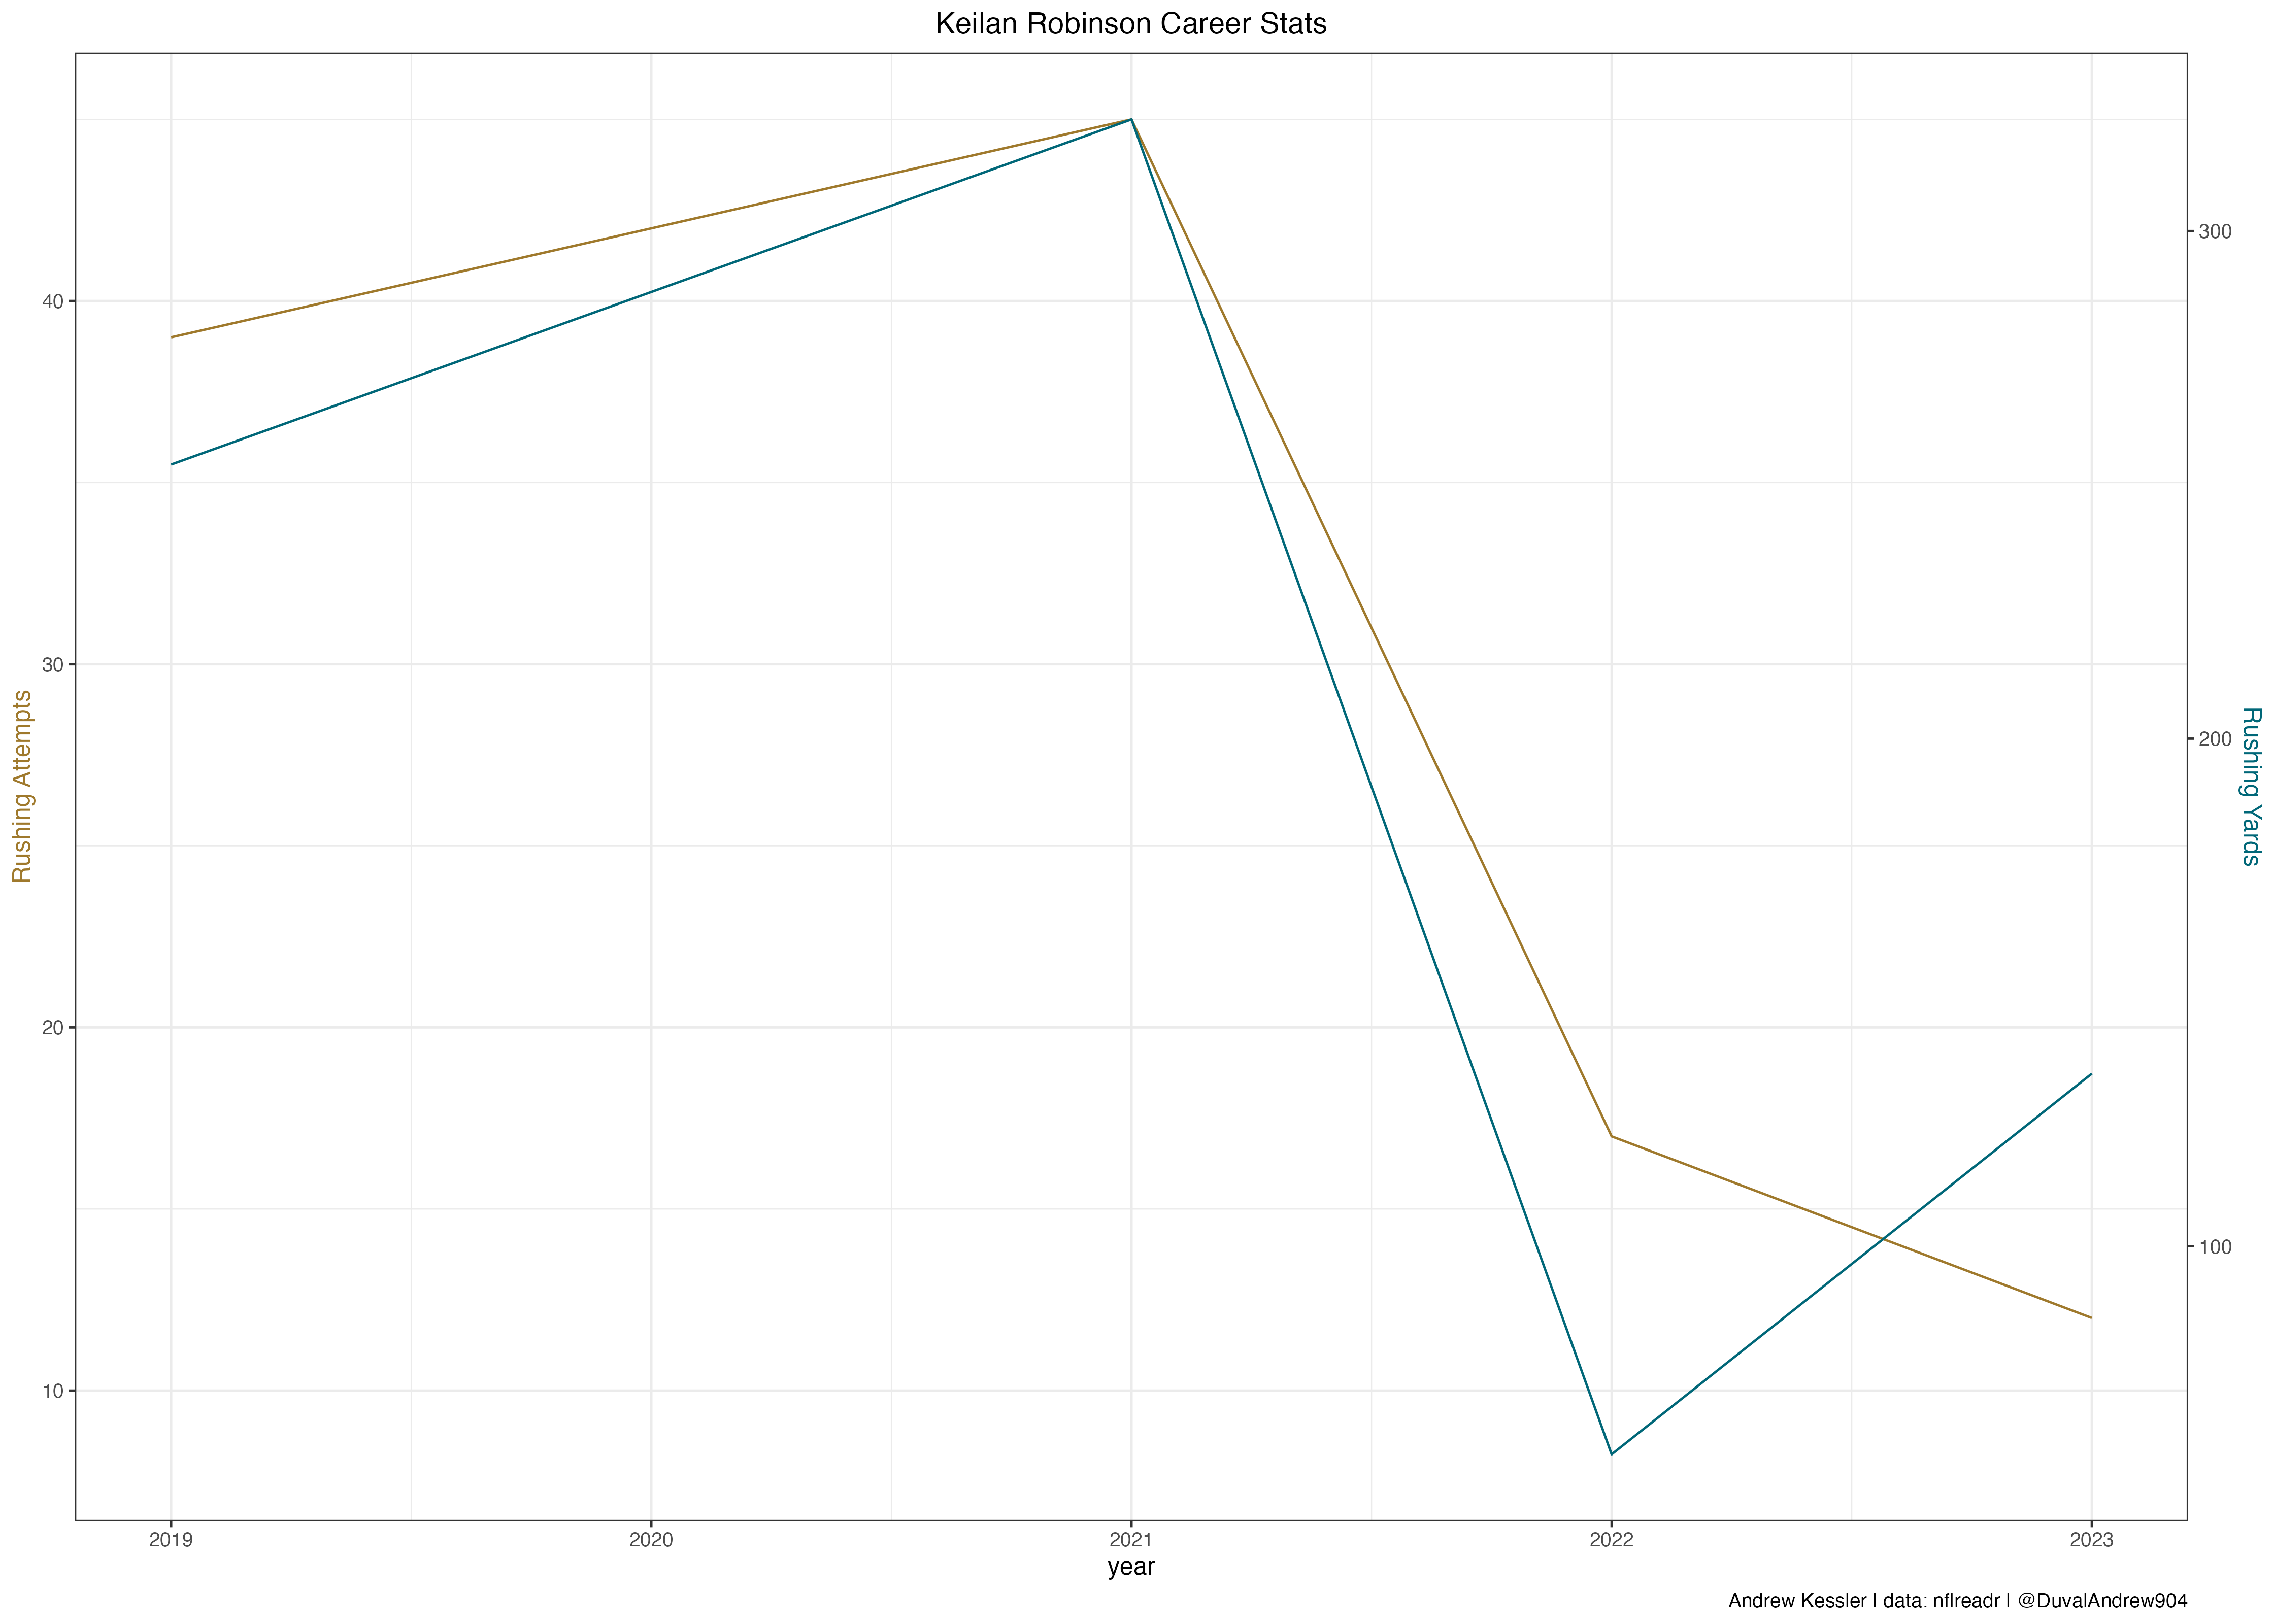 Keilan Robinson Career Stats
Rushing Attempts
40
30
20
10
300
200
100
Rushing Yards
2019 2020 2021 2022 2023
year
Andrew Kessler | data: nflreadr | @DuvalAndrew904